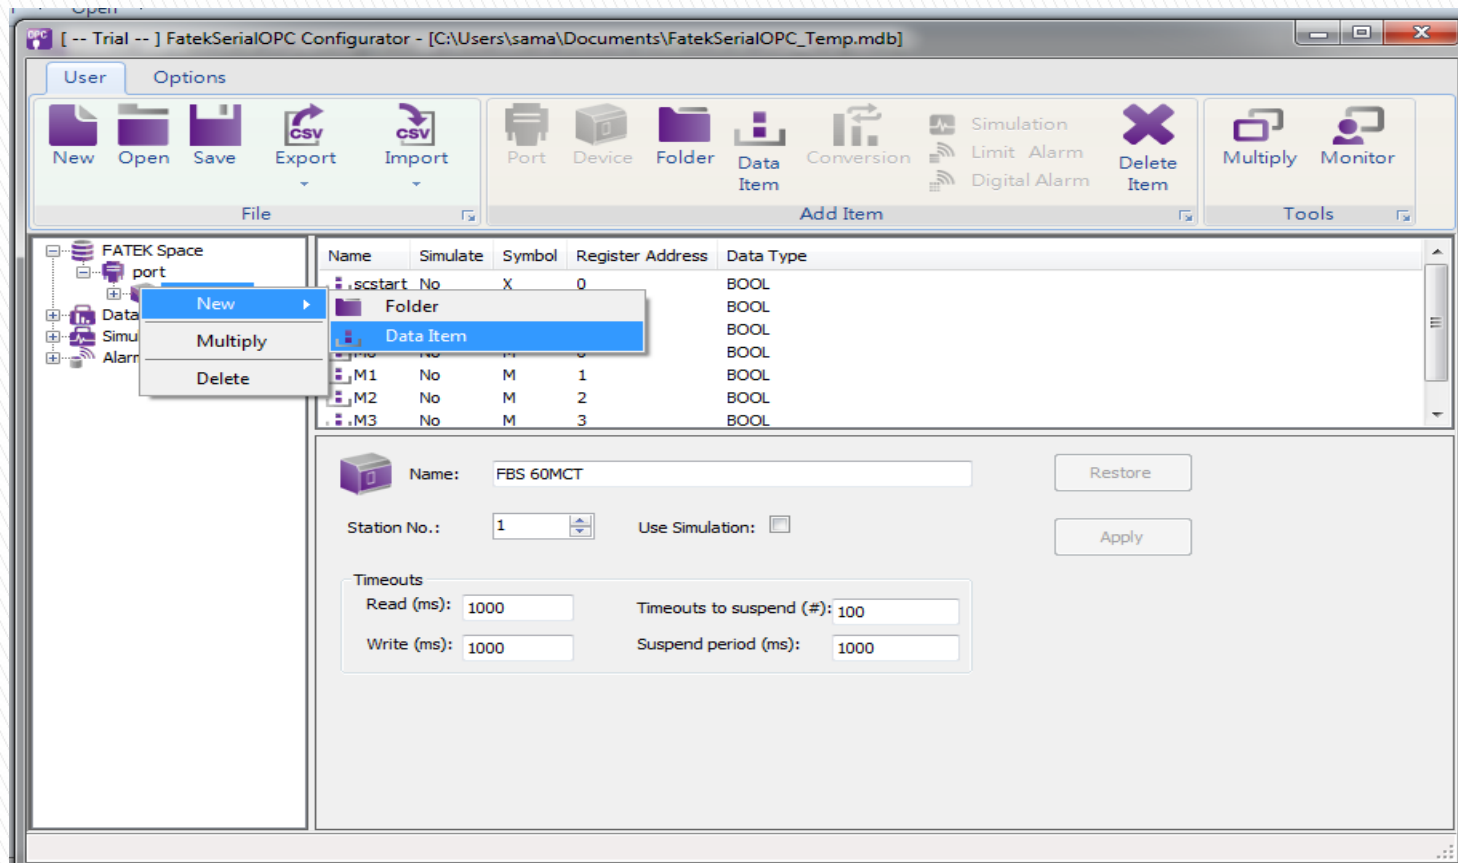 Open
[ -- Trial -- ] FatekSerialOPC Configurator - [C:\Users\sama\Documents\FatekSerialOPC_Temp.mdb]
User Options
New Open Save Export Import Port Device Folder Data Item Conversion Simulation Limit Alarm Digital Alarm Delete Item Multiply Monitor
File Add Item Tools
FATEK Space
port
Data
Simu
Alarm
New
Multiply
Delete
Folder
Data Item
Name Simulate Symbol Register Address Data Type
scstart No X 0 BOOL
BOOL
BOOL
BOOL
M1 No M 1 BOOL
M2 No M 2 BOOL
M3 No M 3 BOOL
Name: FBS 60MCT
Restore
Station No.: 1 Use Simulation:
Apply
Timeouts
Read (ms): 1000 Timeouts to suspend (#): 100
Write (ms): 1000 Suspend period (ms): 1000